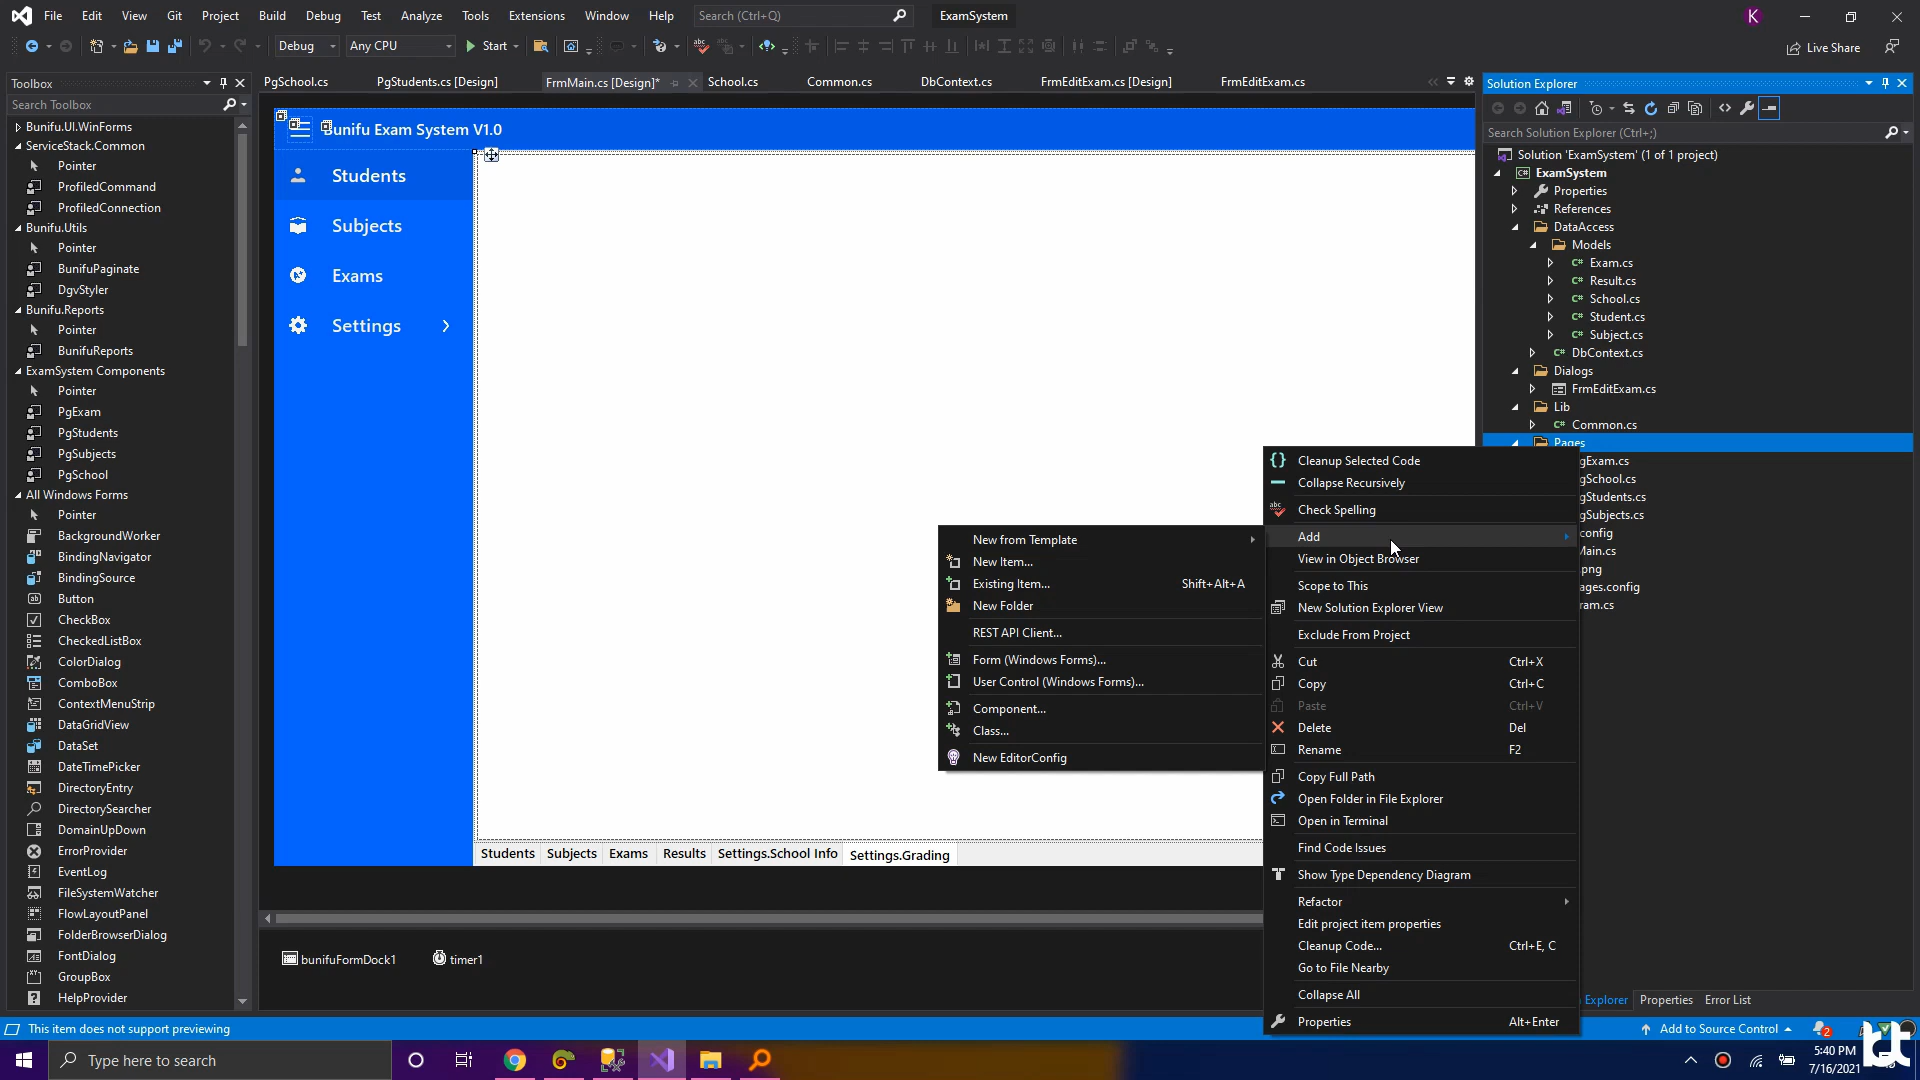 File Edit View Git Project Build Debug Test Analyze Tools Extensions Window Help Search (Ctrl+Q) ExamSystem K
Debug Any CPU Start Live Share
Toolbox
Search Toolbox
Bunifu.UI.WinForms
ServiceStack.Common
Pointer
ProfiledCommand
ProfiledConnection
Bunifu.Utils
Pointer
BunifuPaginate
DgvStyler
Bunifu.Reports
Pointer
BunifuReports
ExamSystem Components
Pointer
PgExam
PgStudents
PgSubjects
PgSchool
All Windows Forms
Pointer
BackgroundWorker
BindingNavigator
BindingSource
Button
CheckBox
CheckedListBox
ColorDialog
ComboBox
ContextMenuStrip
DataGridView
DataSet
DateTimePicker
DirectoryEntry
DirectorySearcher
DomainUpDown
ErrorProvider
EventLog
FileSystemWatcher
FlowLayoutPanel
FolderBrowserDialog
FontDialog
GroupBox
HelpProvider
PgSchool.cs PgStudents.cs [Design] FrmMain.cs [Design]* School.cs Common.cs DbContext.cs FrmEditExam.cs [Design] FrmEditExam.cs
Bunifu Exam System V1.0
Students
Subjects
Exams
Settings
Students Subjects Exams Results Settings.School Info Settings.Grading
bunifuFormDock1 timer1
New from Template
New Item...
Existing Item... Shift+Alt+A
New Folder
REST API Client...
Form (Windows Forms)...
User Control (Windows Forms)...
Component...
Class...
New EditorConfig
Cleanup Selected Code
Collapse Recursively
Check Spelling
Add
View in Object Browser
Scope to This
New Solution Explorer View
Exclude From Project
Cut Ctrl+X
Copy Ctrl+C
Paste Ctrl+V
Delete Del
Rename F2
Copy Full Path
Open Folder in File Explorer
Open in Terminal
Find Code Issues
Show Type Dependency Diagram
Refactor
Edit project item properties
Cleanup Code... Ctrl+E, C
Go to File Nearby
Collapse All
Properties Alt+Enter
Solution Explorer
Search Solution Explorer (Ctrl+;)
Solution 'ExamSystem' (1 of 1 project)
ExamSystem
Properties
References
DataAccess
Models
Exam.cs
Result.cs
School.cs
Student.cs
Subject.cs
DbContext.cs
Dialogs
FrmEditExam.cs
Lib
Common.cs
Pages
gExam.cs
gSchool.cs
gStudents.cs
gSubjects.cs
config
Main.cs
png
ages.config
ram.cs
Explorer Properties Error List
This item does not support previewing Add to Source Control 2
Type here to search 5:40 PM
7/16/2021